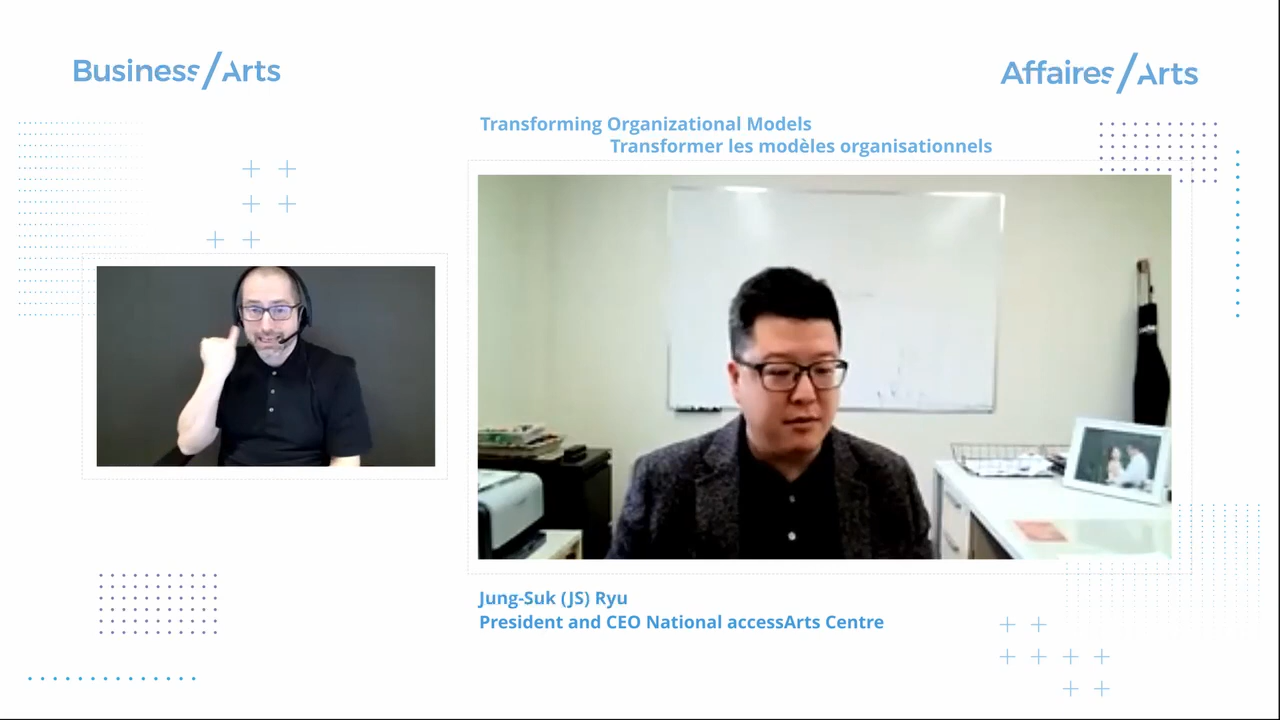 Business/Arts
Affaires/Arts
Transforming Organizational Models
Transformer les modèles organisationnels
Jung-Suk (JS) Ryu
President and CEO National accessArts Centre